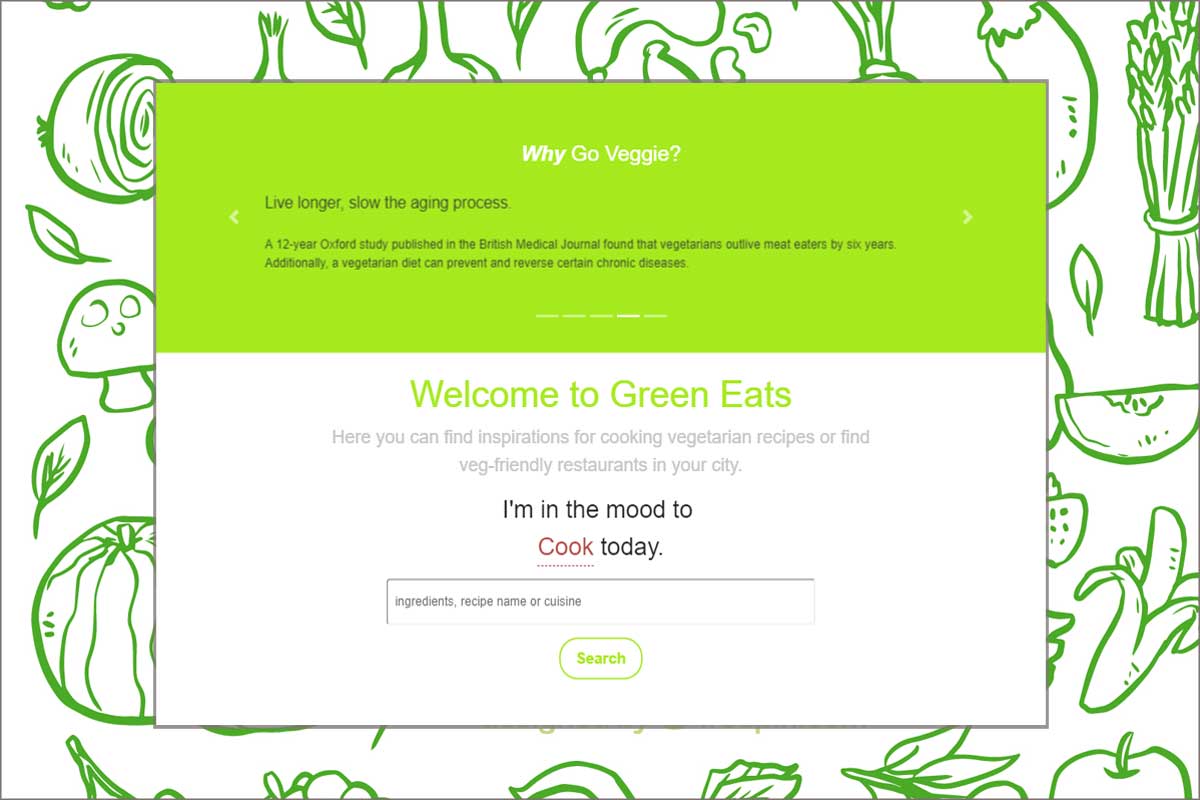 Why Go Veggie?
Live longer, slow the aging process.
A 12-year Oxford study published in the British Medical Journal found that vegetarians outlive meat eaters by six years.
Additionally, a vegetarian diet can prevent and reverse certain chronic diseases.
Welcome to Green Eats
Here you can find inspirations for cooking vegetarian recipes or find
veg-friendly restaurants in your city.
I'm in the mood to
Cook today.
ingredients, recipe name or cuisine
Search